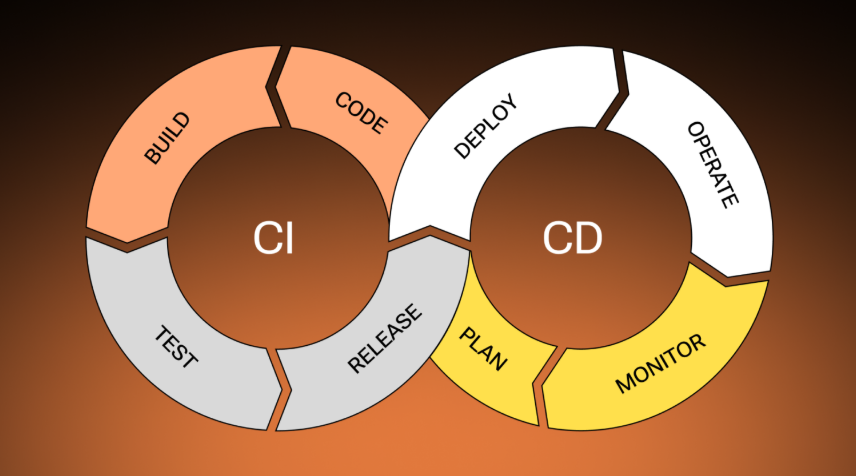 CODE
BUILD
TEST
RELEASE
DEPLOY
OPERATE
MONITOR
PLAN
CI
CD